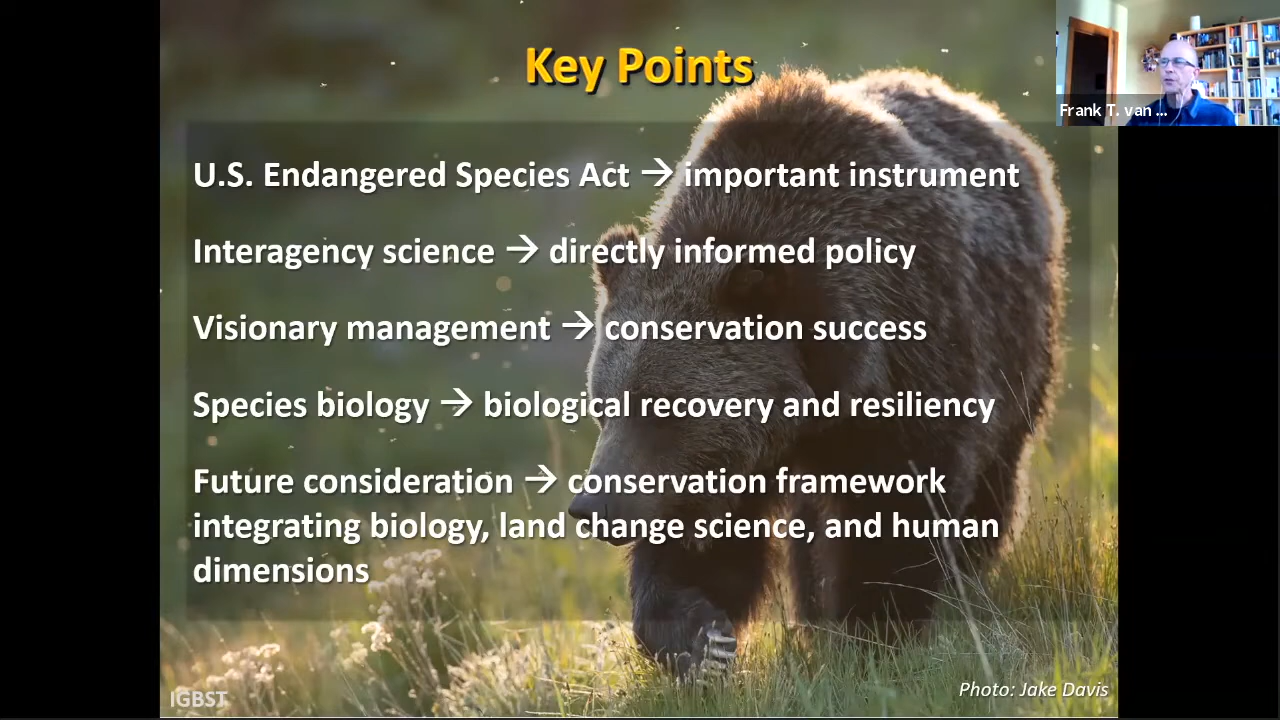 Key Points
Frank T. van ...
U.S. Endangered Species Act → important instrument
Interagency science → directly informed policy
Visionary management → conservation success
Species biology → biological recovery and resiliency
Future consideration → conservation framework
integrating biology, land change science, and human
dimensions
IGBST
Photo: Jake Davis